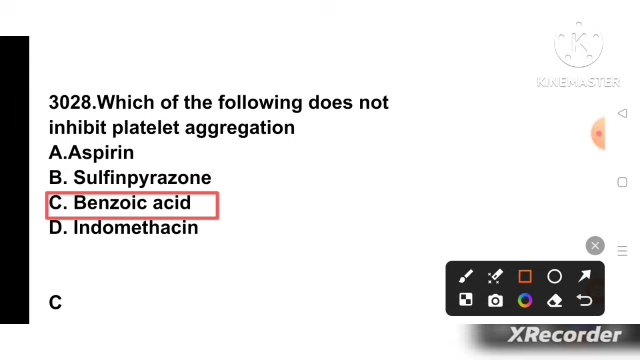 K
KINEMASTER
3028.Which of the following does not
inhibit platelet aggregation
A.Aspirin
B. Sulfinpyrazone
C. Benzoic acid
D. Indomethacin
C
XRecorder